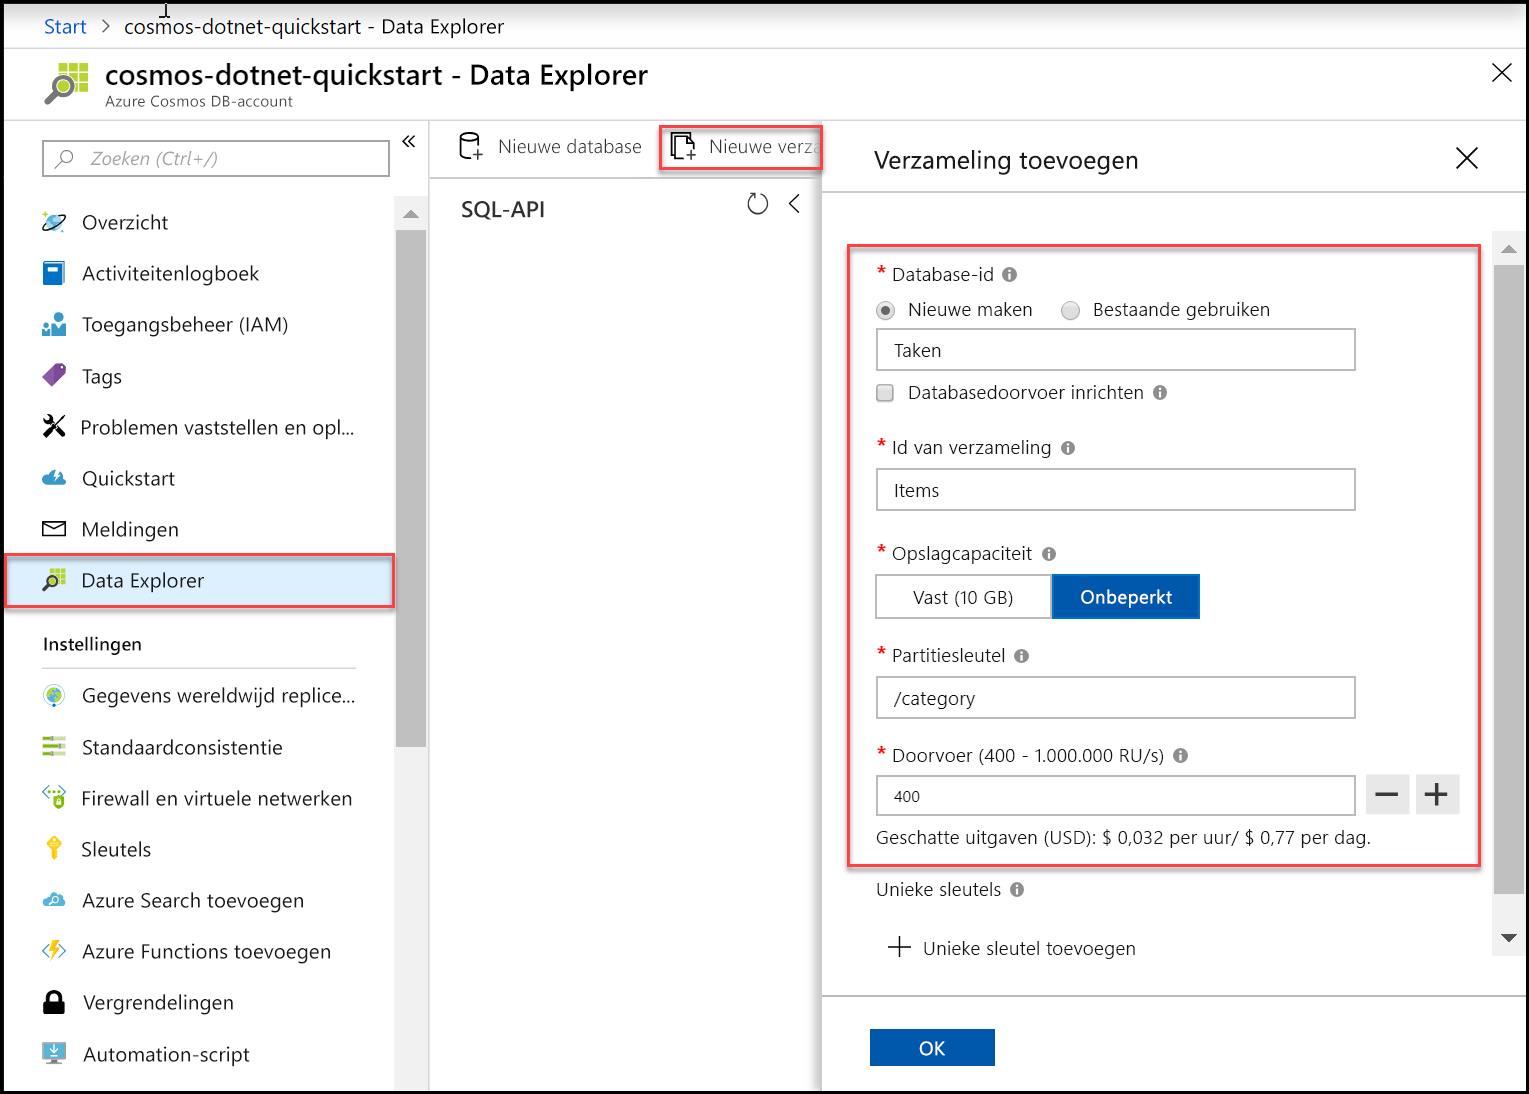 Start > cosmos-dotnet-quickstart - Data Explorer
cosmos-dotnet-quickstart - Data Explorer
Azure Cosmos DB-account
Zoeken (Ctrl+/)
Overzicht
Activiteitenlogboek
Toegangsbeheer (IAM)
Tags
Problemen vaststellen en opl...
Quickstart
Meldingen
Data Explorer
Instellingen
Gegevens wereldwijd replice...
Standaardconsistentie
Firewall en virtuele netwerken
Sleutels
Azure Search toevoegen
Azure Functions toevoegen
Vergrendelingen
Automation-script
Nieuwe database
Nieuwe verza
SQL-API
Verzameling toevoegen
* Database-id
Nieuwe maken Bestaande gebruiken
Taken
Databasedoorvoer inrichten
* Id van verzameling
Items
* Opslagcapaciteit
Vast (10 GB) Onbeperkt
* Partitiesleutel
/category
* Doorvoer (400 - 1.000.000 RU/s)
400
Geschatte uitgaven (USD): $ 0,032 per uur/ $ 0,77 per dag.
Unieke sleutels
Unieke sleutel toevoegen
OK